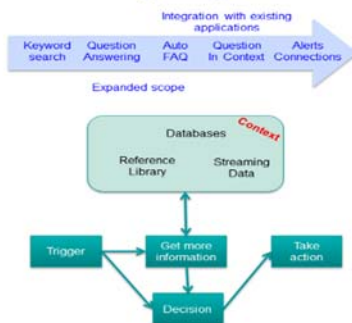 Integration with existing
applications
Keyword search
Question Answering
Auto FAQ
Question In Context
Alerts Connections
Expanded scope
Context
Databases
Reference
Library
Streaming
Data
Trigger
Get more
information
Take
action
Decision